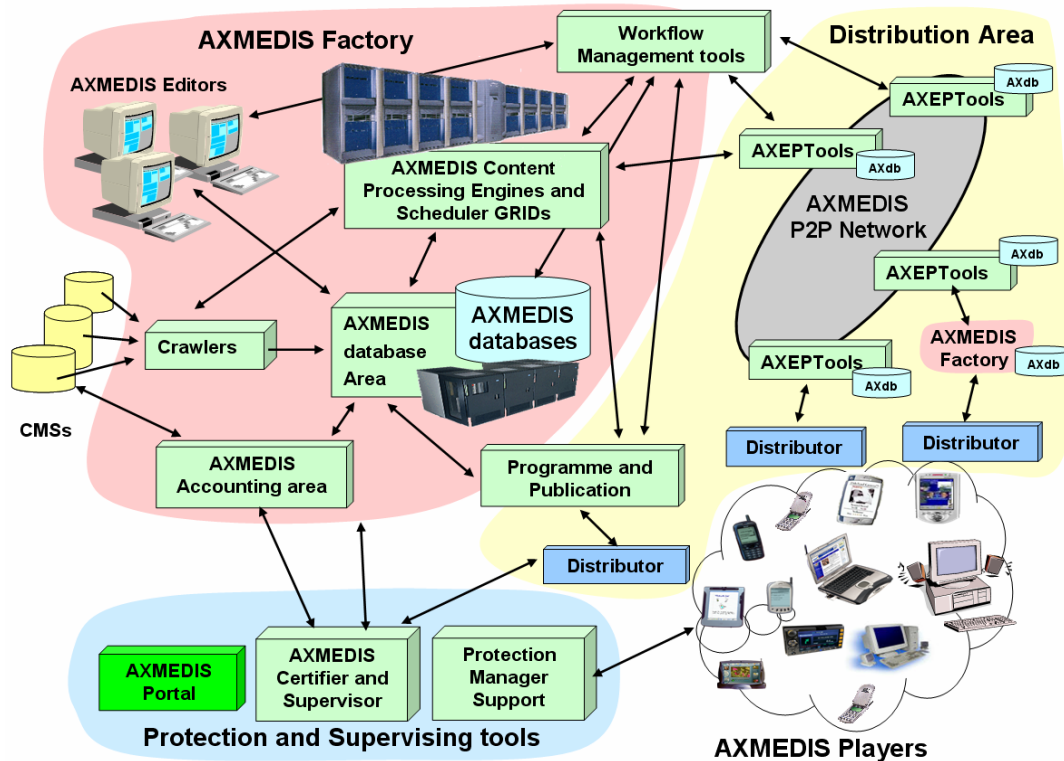 AXMEDIS Factory
Workflow
Management tools
Distribution Area
AXMEDIS Editors
AXEPTools
AXdb
AXEPTools
AXdb
AXMEDIS Content
Processing Engines and
Scheduler GRIDs
AXMEDIS
P2P Network
AXEPTools
AXdb
Crawlers
AXMEDIS
database
Area
AXMEDIS
databases
AXMEDIS
Factory
AXdb
AXEPTools
AXdb
CMSs
Distributor
Distributor
AXMEDIS
Accounting area
Programme and
Publication
Distributor
AXMEDIS
Portal
AXMEDIS
Certifier and
Supervisor
Protection
Manager
Support
Protection and Supervising tools
AXMEDIS Players